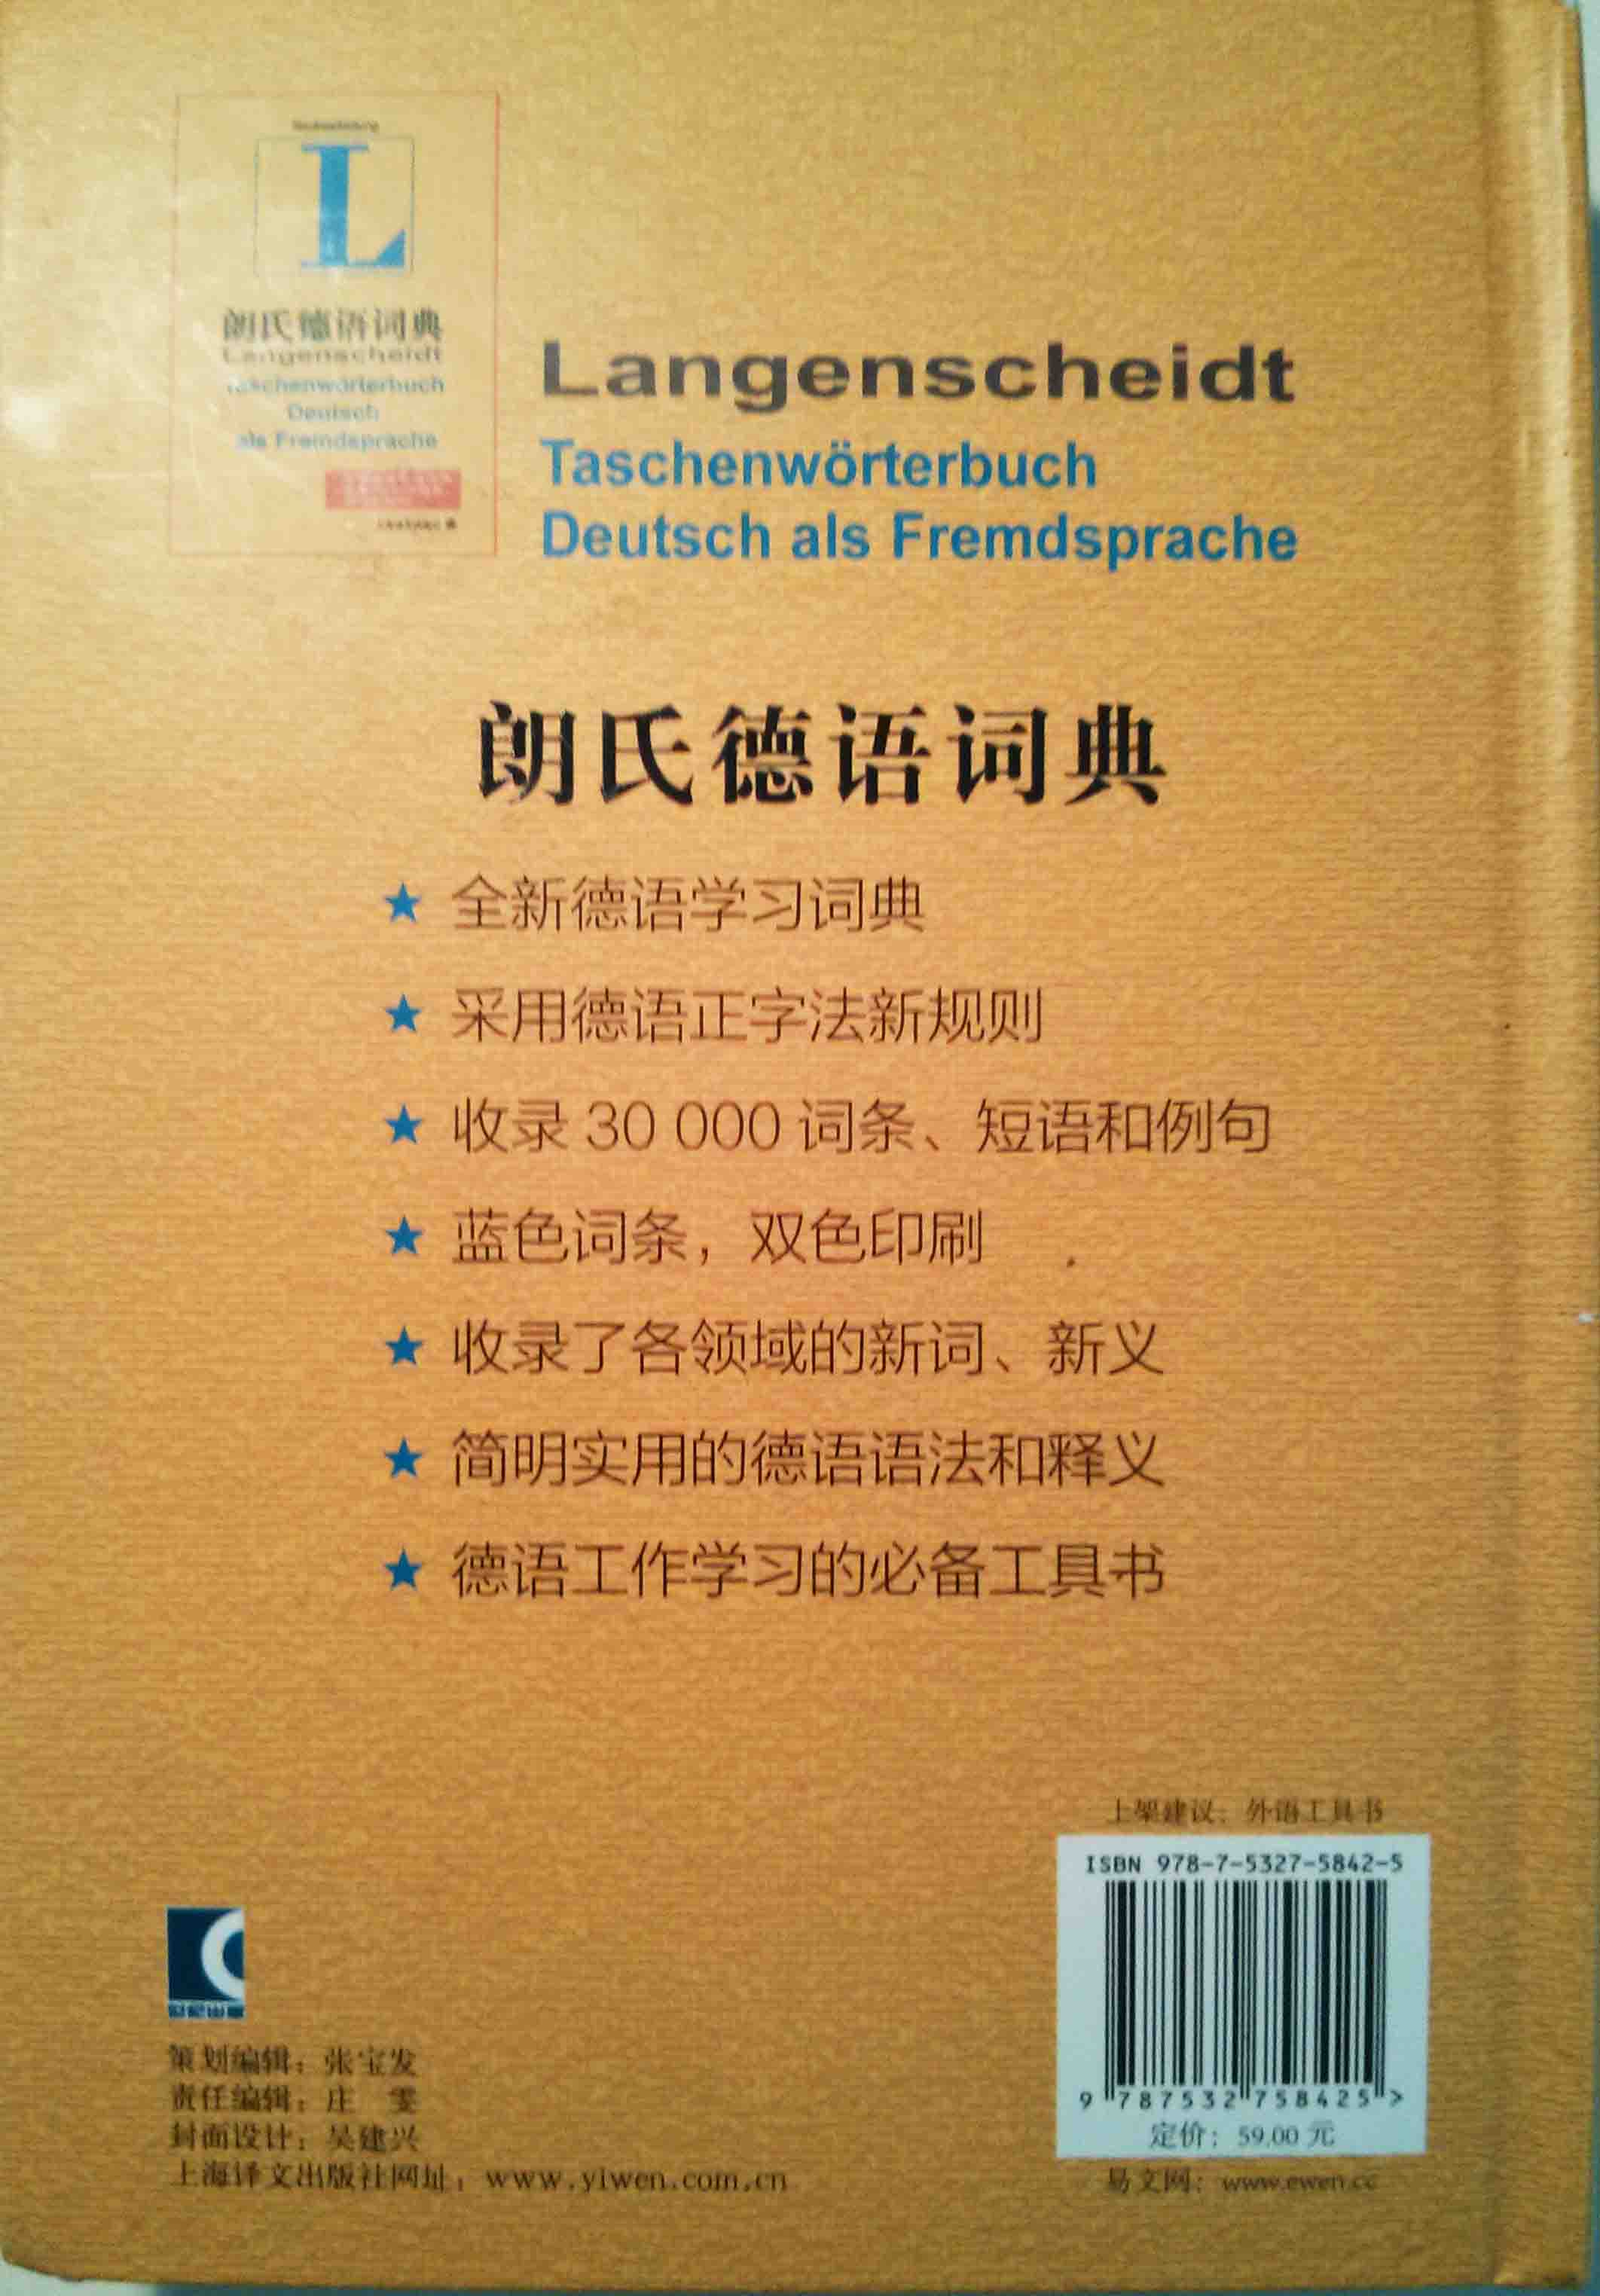 L
朗氏德语词典
Langenscheidt
Taschenwörterbuch
Deutsch
als Fremdsprache
Langenscheidt
Taschenwörterbuch
Deutsch als Fremdsprache
朗氏德语词典
★ 全新德语学习词典
★ 采用德语正字法新规则
★ 收录 30 000 词条、短语和例句
★ 蓝色词条，双色印刷
★ 收录了各领域的新词、新义
★ 简明实用的德语语法和释义
★ 德语工作学习的必备工具书
上架建议：外语工具书
ISBN 978-7-5327-5842-5
9 787532 758425 >
定价：59.00 元
易文网：www.ewen.cc
策划编辑：张宝发
责任编辑：庄 雯
封面设计：吴建兴
上海译文出版社网址：www.yiwen.com.cn